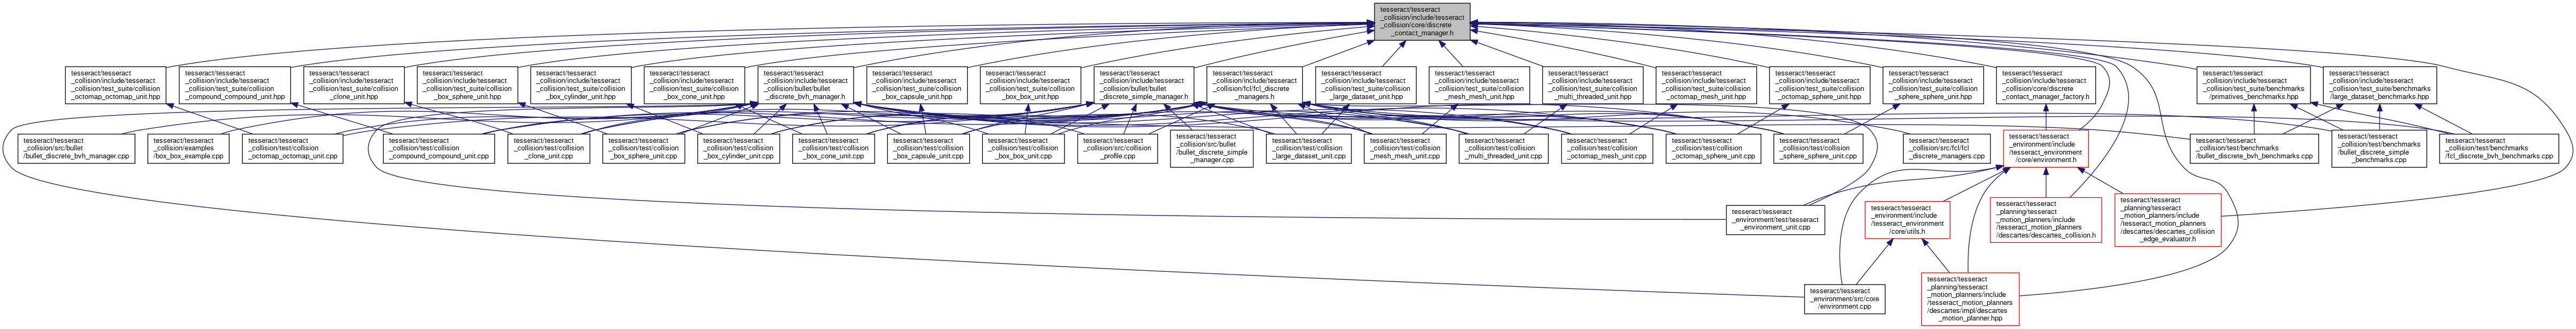 tesseract/tesseract
_collision/include/tesseract
_collision/core/discrete
_contact_manager.h
tesseract/tesseract
_collision/include/tesseract
_collision/test_suite/collision
_octomap_octomap_unit.hpp
tesseract/tesseract
_collision/include/tesseract
_collision/test_suite/collision
_compound_compound_unit.hpp
tesseract/tesseract
_collision/include/tesseract
_collision/test_suite/collision
_clone_unit.hpp
tesseract/tesseract
_collision/include/tesseract
_collision/test_suite/collision
_box_sphere_unit.hpp
tesseract/tesseract
_collision/include/tesseract
_collision/test_suite/collision
_box_cylinder_unit.hpp
tesseract/tesseract
_collision/include/tesseract
_collision/test_suite/collision
_box_cone_unit.hpp
tesseract/tesseract
_collision/include/tesseract
_collision/bullet/bullet
_discrete_bvh_manager.h
tesseract/tesseract
_collision/include/tesseract
_collision/test_suite/collision
_box_capsule_unit.hpp
tesseract/tesseract
_collision/include/tesseract
_collision/test_suite/collision
_box_box_unit.hpp
tesseract/tesseract
_collision/include/tesseract
_collision/bullet/bullet
_discrete_simple_manager.h
tesseract/tesseract
_collision/include/tesseract
_collision/fcl/fcl_discrete
_managers.h
tesseract/tesseract
_collision/include/tesseract
_collision/test_suite/collision
_large_dataset_unit.hpp
tesseract/tesseract
_collision/include/tesseract
_collision/test_suite/collision
_mesh_mesh_unit.hpp
tesseract/tesseract
_collision/include/tesseract
_collision/test_suite/collision
_multi_threaded_unit.hpp
tesseract/tesseract
_collision/include/tesseract
_collision/test_suite/collision
_octomap_mesh_unit.hpp
tesseract/tesseract
_collision/include/tesseract
_collision/test_suite/collision
_octomap_sphere_unit.hpp
tesseract/tesseract
_collision/include/tesseract
_collision/test_suite/collision
_sphere_sphere_unit.hpp
tesseract/tesseract
_collision/include/tesseract
_collision/core/discrete
_contact_manager_factory.h
tesseract/tesseract
_collision/include/tesseract
_collision/test_suite/benchmarks
/primatives_benchmarks.hpp
tesseract/tesseract
_collision/include/tesseract
_collision/test_suite/benchmarks
/large_dataset_benchmarks.hpp
tesseract/tesseract
_collision/src/bullet
/bullet_discrete_bvh_manager.cpp
tesseract/tesseract
_collision/examples
/box_box_example.cpp
tesseract/tesseract
_collision/test/collision
_octomap_octomap_unit.cpp
tesseract/tesseract
_collision/test/collision
_compound_compound_unit.cpp
tesseract/tesseract
_collision/test/collision
_clone_unit.cpp
tesseract/tesseract
_collision/test/collision
_box_sphere_unit.cpp
tesseract/tesseract
_collision/test/collision
_box_cylinder_unit.cpp
tesseract/tesseract
_collision/test/collision
_box_cone_unit.cpp
tesseract/tesseract
_collision/test/collision
_box_capsule_unit.cpp
tesseract/tesseract
_collision/test/collision
_box_box_unit.cpp
tesseract/tesseract
_collision/src/collision
_profile.cpp
tesseract/tesseract
_collision/src/bullet
/bullet_discrete_simple
_manager.cpp
tesseract/tesseract
_collision/test/collision
_large_dataset_unit.cpp
tesseract/tesseract
_collision/test/collision
_mesh_mesh_unit.cpp
tesseract/tesseract
_collision/test/collision
_multi_threaded_unit.cpp
tesseract/tesseract
_collision/test/collision
_octomap_mesh_unit.cpp
tesseract/tesseract
_collision/test/collision
_octomap_sphere_unit.cpp
tesseract/tesseract
_collision/test/collision
_sphere_sphere_unit.cpp
tesseract/tesseract
_collision/src/fcl/fcl
_discrete_managers.cpp
tesseract/tesseract
_environment/include
/tesseract_environment
/core/environment.h
tesseract/tesseract
_collision/test/benchmarks
/bullet_discrete_bvh_benchmarks.cpp
tesseract/tesseract
_collision/test/benchmarks
/bullet_discrete_simple
_benchmarks.cpp
tesseract/tesseract
_collision/test/benchmarks
/fcl_discrete_bvh_benchmarks.cpp
tesseract/tesseract
_environment/test/tesseract
_environment_unit.cpp
tesseract/tesseract
_environment/include
/tesseract_environment
/core/utils.h
tesseract/tesseract
_planning/tesseract
_motion_planners/include
/tesseract_motion_planners
/descartes/descartes_collision.h
tesseract/tesseract
_planning/tesseract
_motion_planners/include
/tesseract_motion_planners
/descartes/descartes_collision
_edge_evaluator.h
tesseract/tesseract
_environment/src/core
/environment.cpp
tesseract/tesseract
_planning/tesseract
_motion_planners/include
/tesseract_motion_planners
/descartes/impl/descartes
_motion_planner.hpp